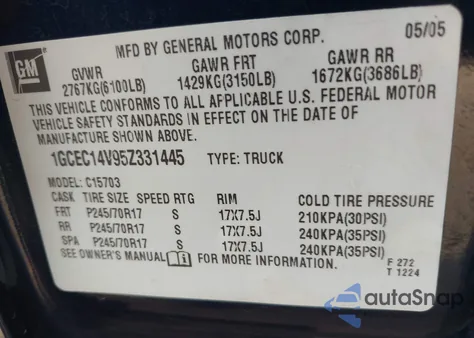 GM
MFD BY GENERAL MOTORS CORP. 05/05
GVWR GAWR FRT GAWR RR
2767KG(6100LB) 1429KG(3150LB) 1672KG(3686LB)
THIS VEHICLE CONFORMS TO ALL APPLICABLE U.S. FEDERAL MOTOR
VEHICLE SAFETY STANDARDS IN EFFECT ON THE DATE OF
MANUFACTURE SHOWN ABOVE.
1GCEC14V95Z331445 TYPE: TRUCK
MODEL: C15703
CASK TIRE SIZE SPEED RTG RIM COLD TIRE PRESSURE
FRT P245/70R17 S 17X7.5J 210KPA(30PSI)
RR P245/70R17 S 17X7.5J 240KPA(35PSI)
SPA P245/70R17 S 17X7.5J 240KPA(35PSI)
SEE OWNER'S MANUAL i FOR MORE INFORMATION. F 272
T 1224
autoSnap